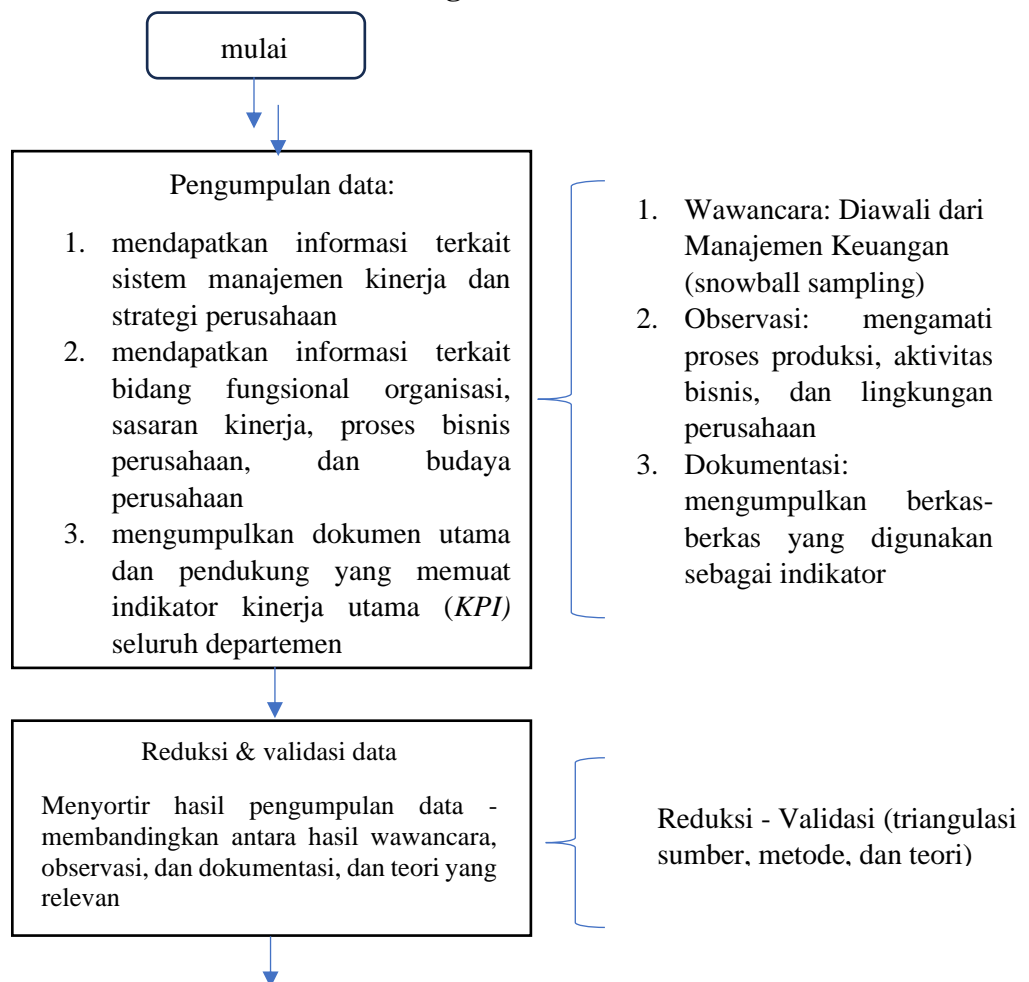 mulai
Pengumpulan data:
1. mendapatkan informasi terkait
sistem manajemen kinerja dan
strategi perusahaan
2. mendapatkan informasi terkait
bidang fungsional organisasi,
sasaran kinerja, proses bisnis
perusahaan, dan budaya
perusahaan
3. mengumpulkan dokumen utama
dan pendukung yang memuat
indikator kinerja utama (KPI)
seluruh departemen
1. Wawancara: Diawali dari
Manajemen Keuangan
(snowball sampling)
2. Observasi: mengamati
proses produksi, aktivitas
bisnis, dan lingkungan
perusahaan
3. Dokumentasi:
mengumpulkan berkas-
berkas yang digunakan
sebagai indikator
Reduksi & validasi data
Menyortir hasil pengumpulan data -
membandingkan antara hasil wawancara,
observasi, dan dokumentasi, dan teori yang
relevan
Reduksi - Validasi (triangulasi
sumber, metode, dan teori)